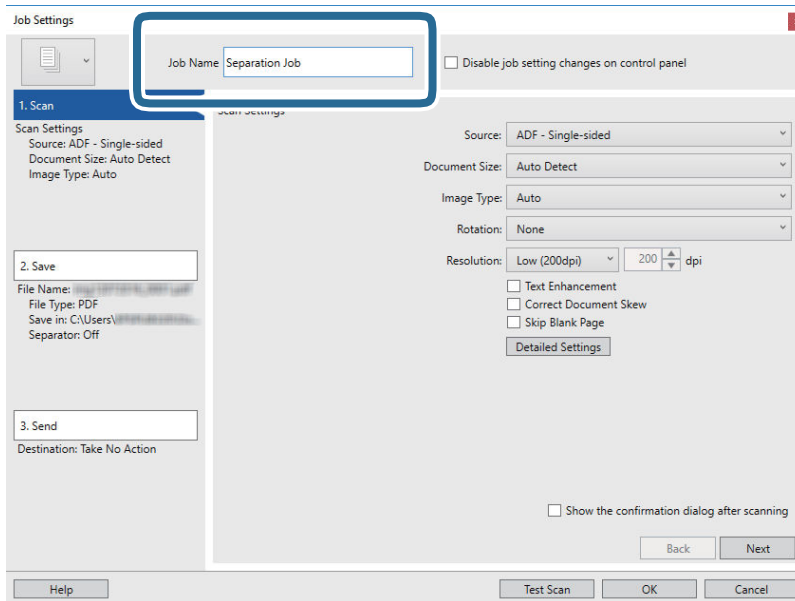 Job Settings
Job Name Separation Job
Disable job setting changes on control panel
1. Scan
Scan Settings
Source: ADF - Single-sided
Document Size: Auto Detect
Image Type: Auto
2. Save
File Name:
File Type: PDF
Save in: C:\Users\
Separator: Off
3. Send
Destination: Take No Action
Scan Settings
Source: ADF - Single-sided
Document Size: Auto Detect
Image Type: Auto
Rotation: None
Resolution: Low (200dpi) 200 dpi
Text Enhancement
Correct Document Skew
Skip Blank Page
Detailed Settings
Show the confirmation dialog after scanning
Back Next
Help Test Scan OK Cancel